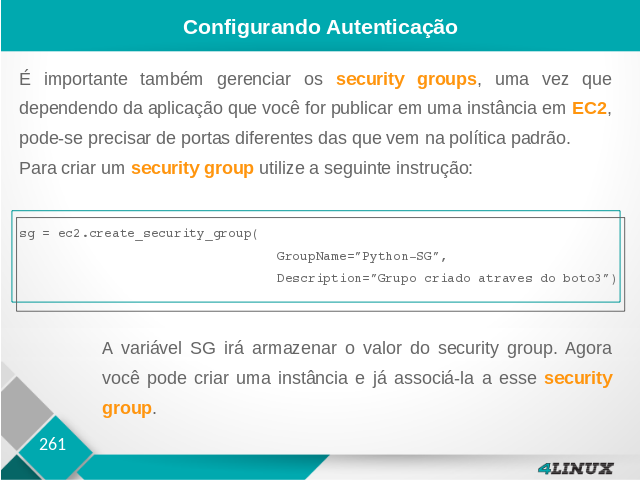 Configurando Autenticação
É importante também gerenciar os security groups, uma vez que
dependendo da aplicação que você for publicar em uma instância em EC2,
pode-se precisar de portas diferentes das que vem na política padrão.
Para criar um security group utilize a seguinte instrução:
sg = ec2.create_security_group(
GroupName=”Python-SG”,
Description=”Grupo criado atraves do boto3”)
A variável SG irá armazenar o valor do security group. Agora
você pode criar uma instância e já associá-la a esse security
group.
261
4LINUX